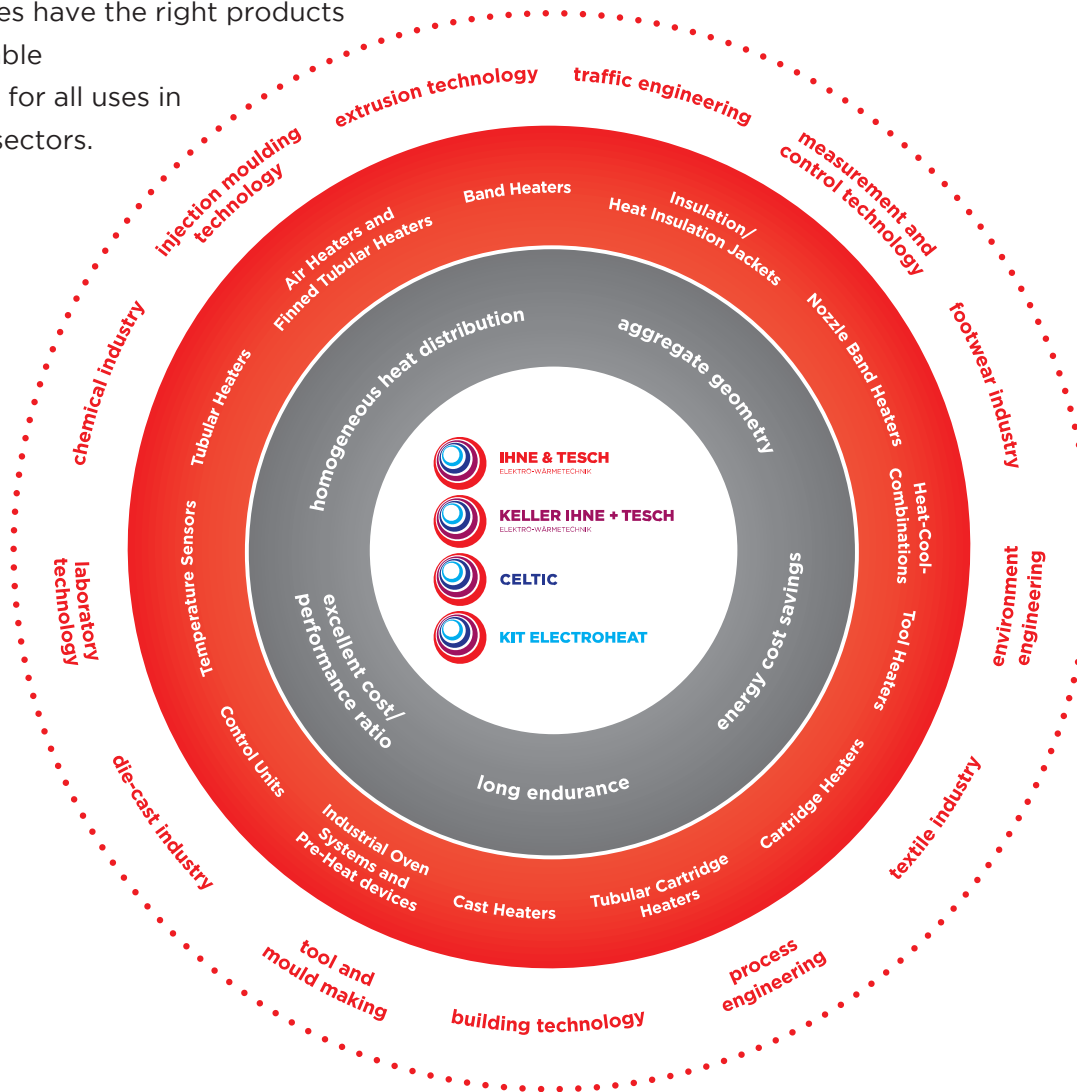 es have the right products
ble
for all uses in
sectors.
extrusion technology
traffic engineering
measurement and
control technology
footwear industry
environment
engineering
textile industry
process
engineering
building technology
tool and
mould making
die-cast industry
laboratory
technology
chemical industry
injection moulding
technology
Band Heaters
Insulation/
Heat Insulation Jackets
Nozzle Band Heaters
Heat-Cool-
Combinations
Tool Heaters
Cartridge Heaters
Tubular Cartridge
Heaters
Cast Heaters
Industrial Oven
Systems and
Pre-Heat devices
Control Units
Temperature Sensors
Tubular Heaters
Air Heaters and
Finned Tubular Heaters
homogeneous heat distribution
aggregate geometry
energy cost savings
long endurance
excellent cost/
performance ratio
IHNE & TESCH
ELEKTRO-WÄRMETECHNIK
KELLER IHNE + TESCH
ELEKTRO-WÄRMETECHNIK
CELTIC
KIT ELECTROHEAT